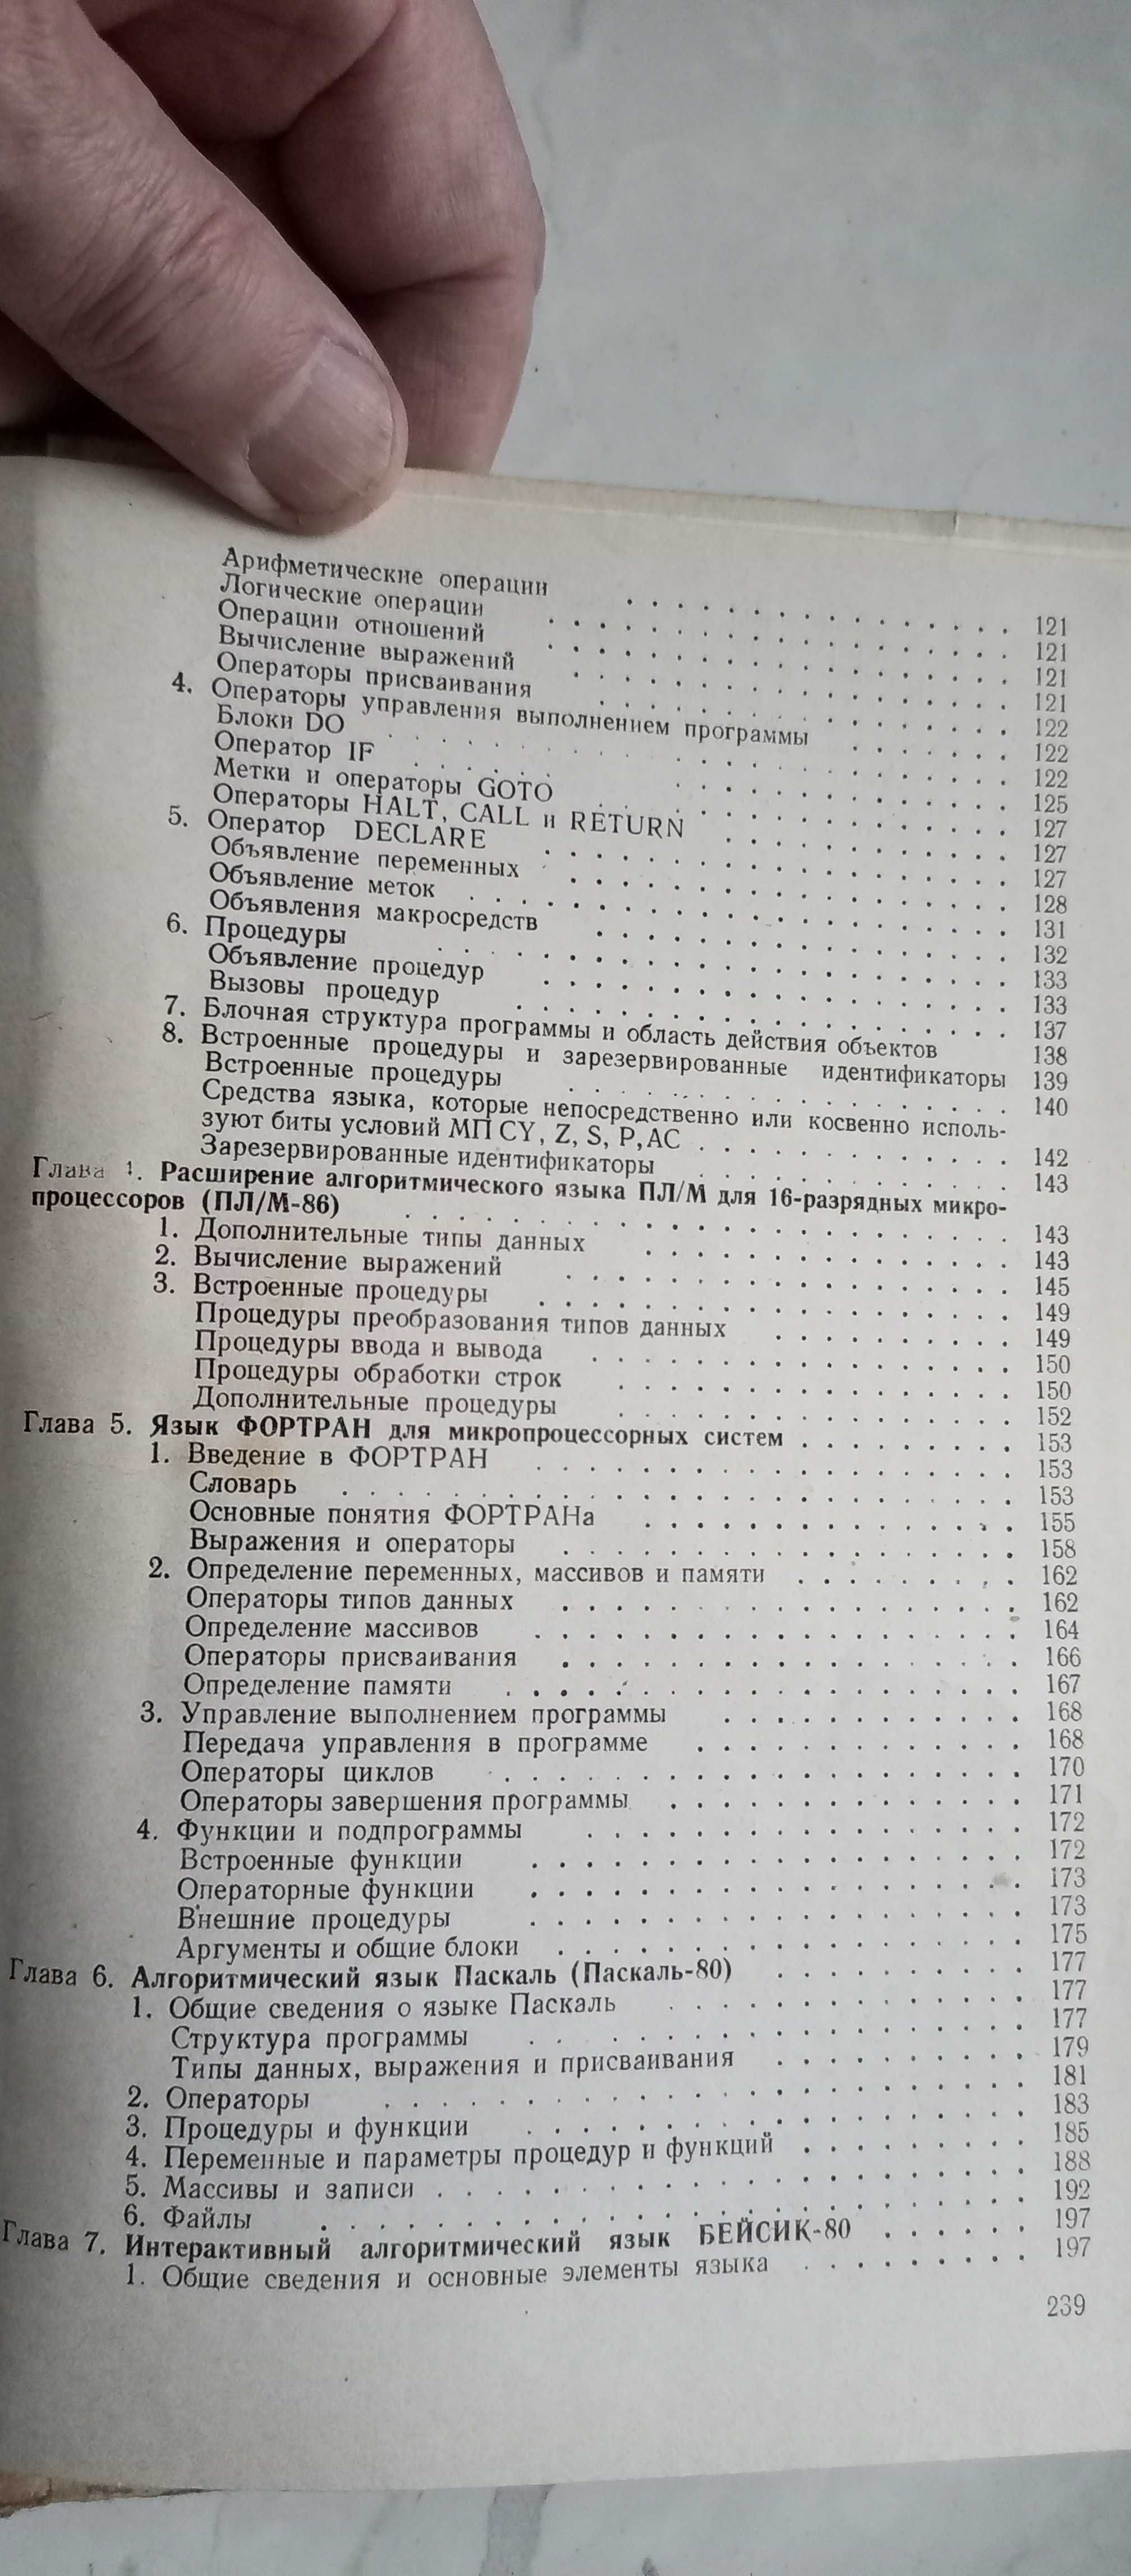 Арифметические операции . . . . . . . . . . . . . . . . 121
Логические операции . . . . . . . . . . . . . . . . 121
Операции отношений . . . . . . . . . . . . . . . . 121
Вычисление выражений . . . . . . . . . . . . . . . . 121
Операторы присваивания . . . . . . . . . . . . . . . . 122
4. Операторы управления выполнением программы . . . . . . . 122
Блоки DO . . . . . . . . . . . . . . . . 122
Оператор IF . . . . . . . . . . . . . . . . 125
Метки и операторы GOTO . . . . . . . . . . . . . . 127
Операторы HALT, CALL и RETURN . . . . . . . . . . . . 127
5. Оператор DECLARE . . . . . . . . . . . . . . . . 127
Объявление переменных . . . . . . . . . . . . . . . . 128
Объявление меток . . . . . . . . . . . . . . . . 131
Объявления макросредств . . . . . . . . . . . . . . . . 132
6. Процедуры . . . . . . . . . . . . . . . . 133
Объявление процедур . . . . . . . . . . . . . . . . 133
Вызовы процедур . . . . . . . . . . . . . . . . 137
7. Блочная структура программы и область действия объектов 138
8. Встроенные процедуры и зарезервированные идентификаторы 139
Встроенные процедуры . . . . . . . . . . . . . . . . 140
Средства языка, которые непосредственно или косвенно исполь-
зуют биты условий МП CY, Z, S, P, AC . . . . . . . . . . . . 142
Зарезервированные идентификаторы . . . . . . . . . . . . 143
Глава . Расширение алгоритмического языка ПЛ/М для 16-разрядных микро-
процессоров (ПЛ/М-86) . . . . . . . . . . . . . . . . 143
1. Дополнительные типы данных . . . . . . . . . . . . . . 143
2. Вычисление выражений . . . . . . . . . . . . . . . . 145
3. Встроенные процедуры . . . . . . . . . . . . . . . . 149
Процедуры преобразования типов данных . . . . . . . . . . 149
Процедуры ввода и вывода . . . . . . . . . . . . . . . . 150
Процедуры обработки строк . . . . . . . . . . . . . . . . 150
Дополнительные процедуры . . . . . . . . . . . . . . . . 152
Глава 5. Язык ФОРТРАН для микропроцессорных систем . . . . . . . . . 153
1. Введение в ФОРТРАН . . . . . . . . . . . . . . . . 153
Словарь . . . . . . . . . . . . . . . . 153
Основные понятия ФОРТРАНа . . . . . . . . . . . . . . . 155
Выражения и операторы . . . . . . . . . . . . . . . . 158
2. Определение переменных, массивов и памяти . . . . . . . . . 162
Операторы типов данных . . . . . . . . . . . . . . . . 162
Определение массивов . . . . . . . . . . . . . . . . 164
Операторы присваивания . . . . . . . . . . . . . . . . 166
Определение памяти . . . . . . . . . . . . . . . . 167
3. Управление выполнением программы . . . . . . . . . . . . 168
Передача управления в программе . . . . . . . . . . . . . 168
Операторы циклов . . . . . . . . . . . . . . . . 170
Операторы завершения программы . . . . . . . . . . . . . . 171
4. Функции и подпрограммы . . . . . . . . . . . . . . . . 172
Встроенные функции . . . . . . . . . . . . . . . . 172
Операторные функции . . . . . . . . . . . . . . . . 173
Внешние процедуры . . . . . . . . . . . . . . . . 173
Аргументы и общие блоки . . . . . . . . . . . . . . . . 175
Глава 6. Алгоритмический язык Паскаль (Паскаль-80) . . . . . . . . . . 177
1. Общие сведения о языке Паскаль . . . . . . . . . . . . . . 177
Структура программы . . . . . . . . . . . . . . . . 177
Типы данных, выражения и присваивания . . . . . . . . . . 179
2. Операторы . . . . . . . . . . . . . . . . 181
3. Процедуры и функции . . . . . . . . . . . . . . . . 183
4. Переменные и параметры процедур и функций . . . . . . . . . 185
5. Массивы и записи . . . . . . . . . . . . . . . . 188
6. Файлы . . . . . . . . . . . . . . . . 192
Глава 7. Интерактивный алгоритмический язык БЕЙСИК-80 . . . . . . 197
1. Общие сведения и основные элементы языка . . . . . . . . . 197
239